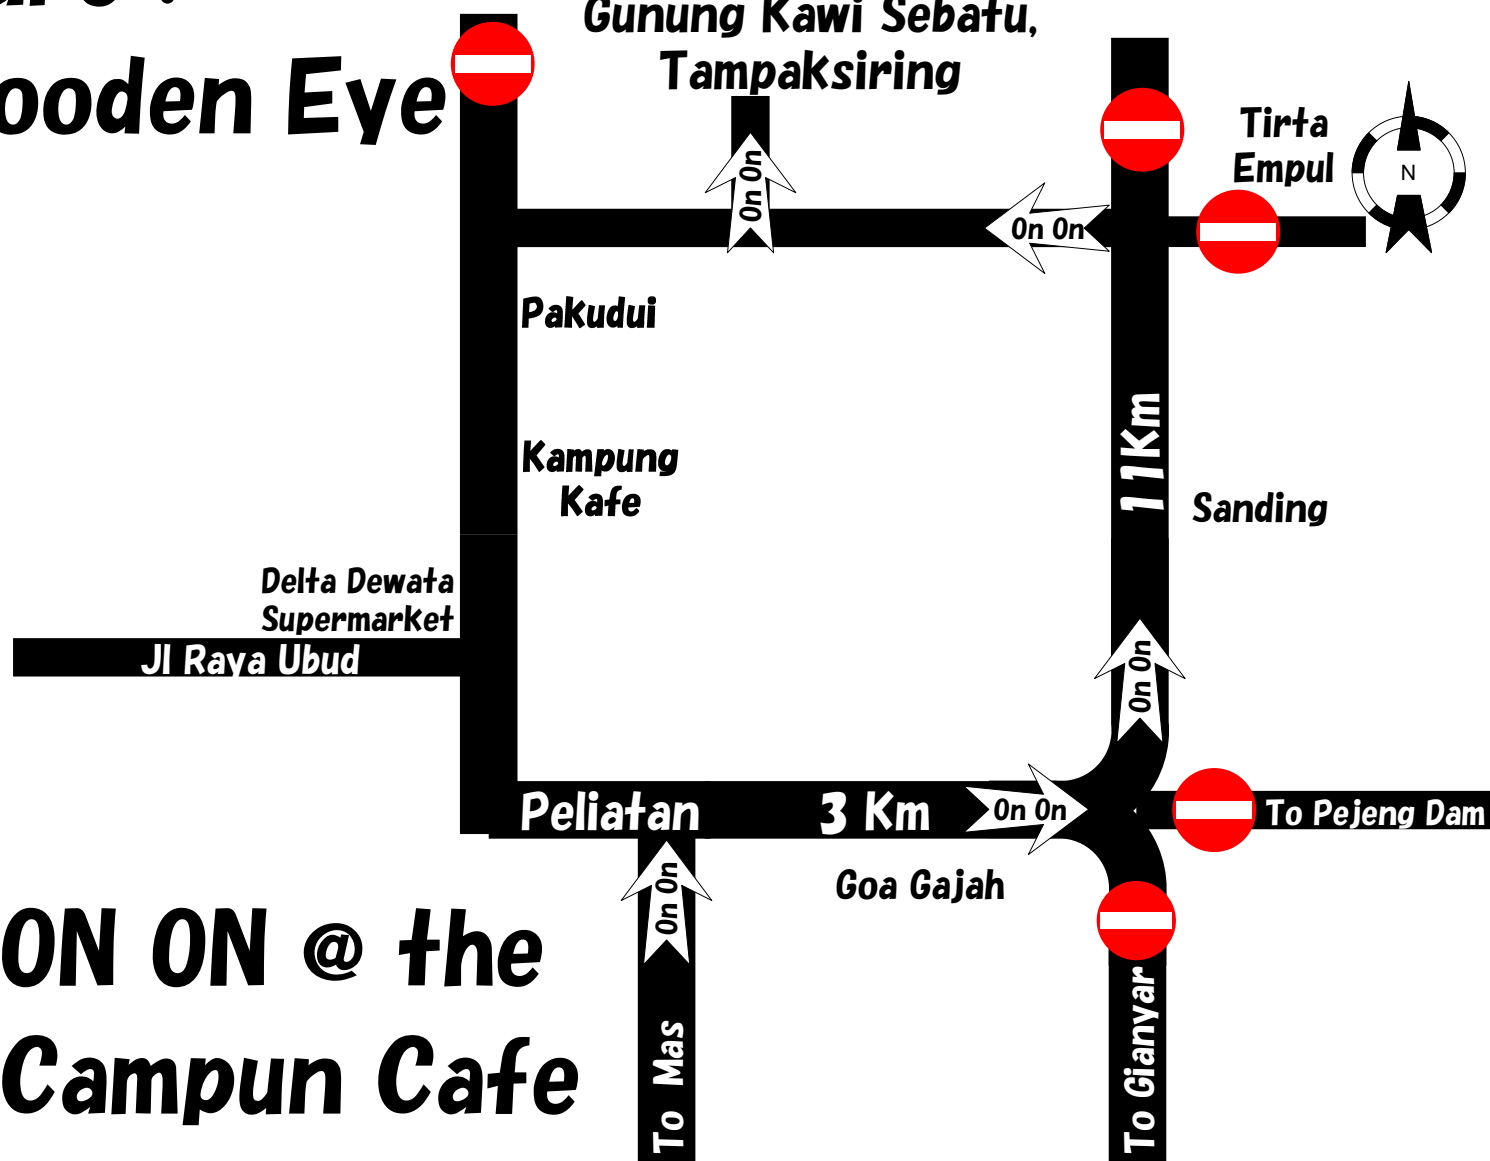 ooden Eye
Gunung Kawi Sebatu,
Tampaksiring
Tirta
Empul
N
On On
On On
Pakudui
11Km
Kampung
Kafe
Sanding
Delta Dewata
Supermarket
Jl Raya Ubud
On On
Peliatan
3 Km
On On
To Pejeng Dam
Goa Gajah
On On
ON ON @ the
Campun Cafe
To Mas
To Gianyar